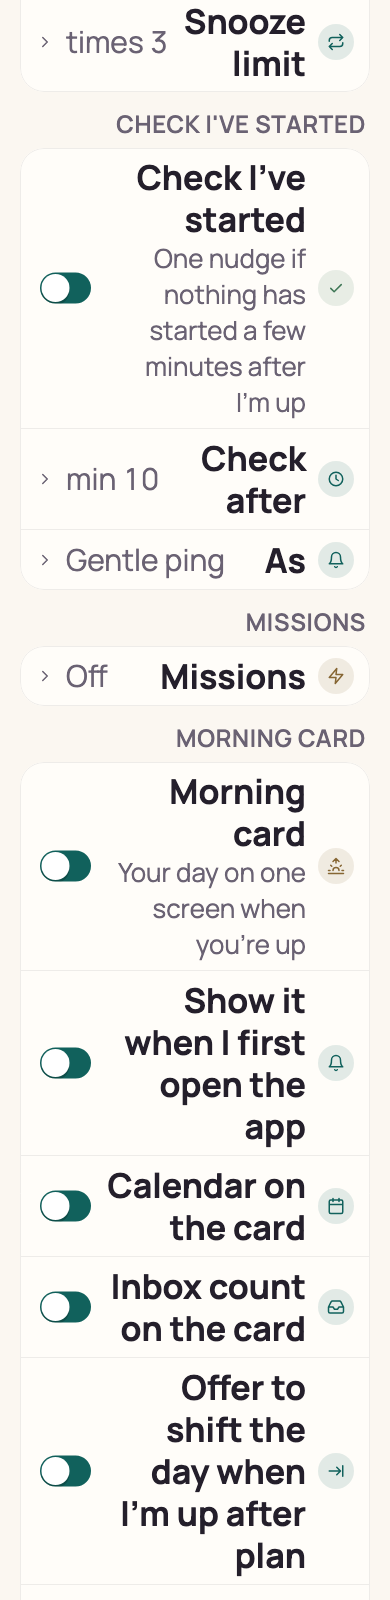 Snooze
limit
times 3
CHECK I'VE STARTED
Check I've
started
One nudge if
nothing has
started a few
minutes after
I'm up
Check
after
min 10
As
Gentle ping
MISSIONS
Missions
Off
MORNING CARD
Morning
card
Your day on one
screen when
you're up
Show it
when I first
open the
app
Calendar on
the card
Inbox count
on the card
Offer to
shift the
day when
I'm up after
plan